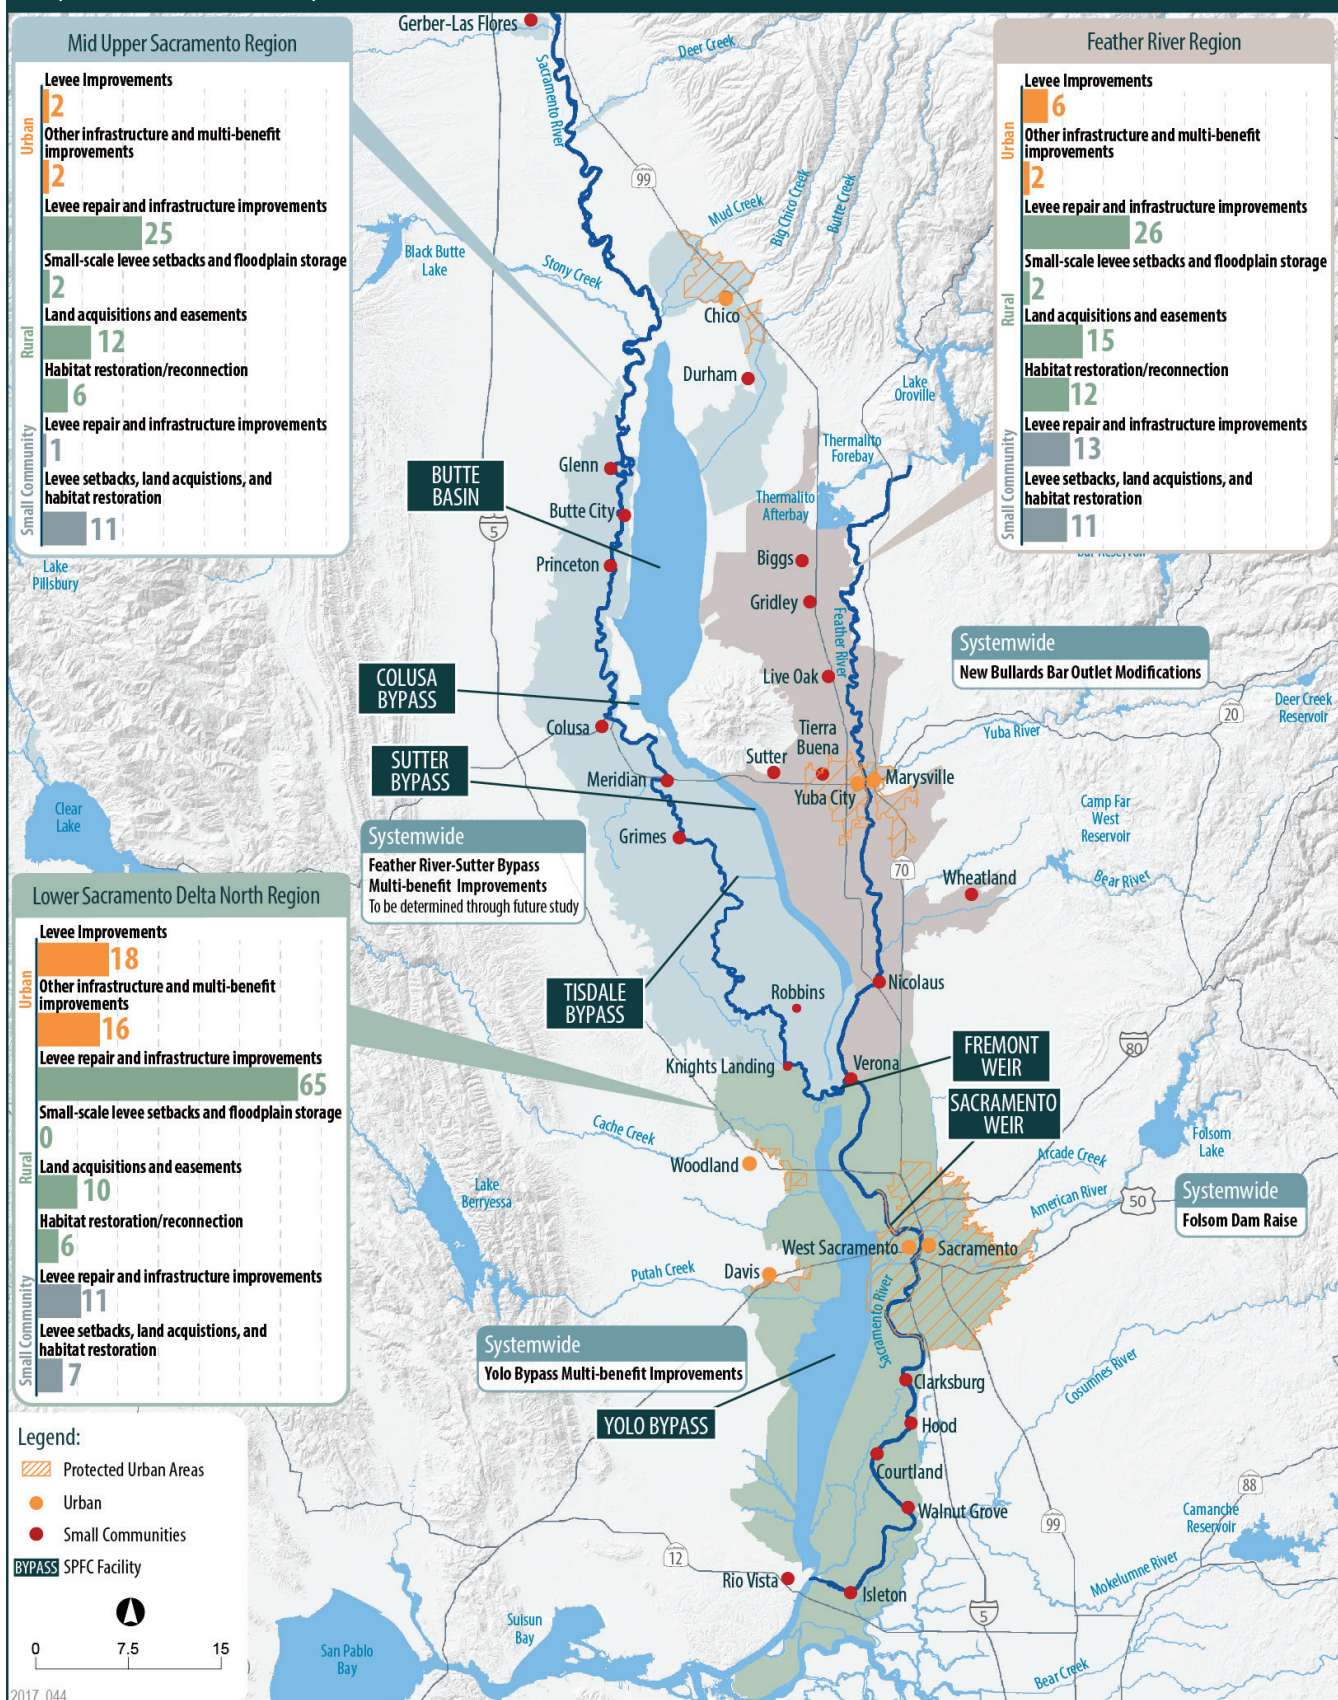 Gerber-Las Flores
Deer Creek
Sacramento River
Mid Upper Sacramento Region
Urban
Levee Improvements
2
Other infrastructure and multi-benefit
improvements
2
Rural
Levee repair and infrastructure improvements
25
Small-scale levee setbacks and floodplain storage
2
Land acquisitions and easements
12
Habitat restoration/reconnection
6
Small Community
Levee repair and infrastructure improvements
1
Levee setbacks, land acquistions, and
habitat restoration
11
Feather River Region
Urban
Levee Improvements
6
Other infrastructure and multi-benefit
improvements
2
Rural
Levee repair and infrastructure improvements
26
Small-scale levee setbacks and floodplain storage
2
Land acquisitions and easements
15
Habitat restoration/reconnection
12
Small Community
Levee repair and infrastructure improvements
13
Levee setbacks, land acquistions, and
habitat restoration
11
99
Mud Creek
Big Chico Creek
Butte Creek
Black Butte
Lake
Stony Creek
Chico
Durham
Lake
Oroville
Thermalito
Forebay
Thermalito
Afterbay
Glenn
BUTTE
BASIN
Butte City
5
Princeton
Biggs
Gridley
Feather River
Lake
Pillsbury
Systemwide
New Bullards Bar Outlet Modifications
COLUSA
BYPASS
Live Oak
Deer Creek
Reservoir
20
Colusa
Tierra
Buena
Yuba River
SUTTER
BYPASS
Sutter
Meridian
Marysville
Yuba City
Clear
Lake
Camp Far
West
Reservoir
Systemwide
Feather River-Sutter Bypass
Multi-benefit Improvements
To be determined through future study
Grimes
70
Wheatland
Bear River
Lower Sacramento Delta North Region
Urban
Levee Improvements
18
Other infrastructure and multi-benefit
improvements
16
Rural
Levee repair and infrastructure improvements
65
Small-scale levee setbacks and floodplain storage
0
Land acquisitions and easements
10
Habitat restoration/reconnection
6
Small Community
Levee repair and infrastructure improvements
11
Levee setbacks, land acquistions, and
habitat restoration
7
TISDALE
BYPASS
Robbins
Nicolaus
Knights Landing
Verona
FREMONT
WEIR
80
SACRAMENTO
WEIR
Cache Creek
Woodland
Arcade Creek
Folsom
Lake
American River
50
Lake
Berryessa
Systemwide
Folsom Dam Raise
West Sacramento
Sacramento
Putah Creek
Davis
Sacramento River
Systemwide
Yolo Bypass Multi-benefit Improvements
Cosumnes River
Clarksburg
YOLO BYPASS
Hood
Courtland
Walnut Grove
88
Camanche
Reservoir
99
12
Mokelumne River
Rio Vista
Isleton
5
Suisun
Bay
San Pablo
Bay
Bear Creek
Legend:
Protected Urban Areas
Urban
Small Communities
BYPASS SPFC Facility
0 7.5 15
2017_044